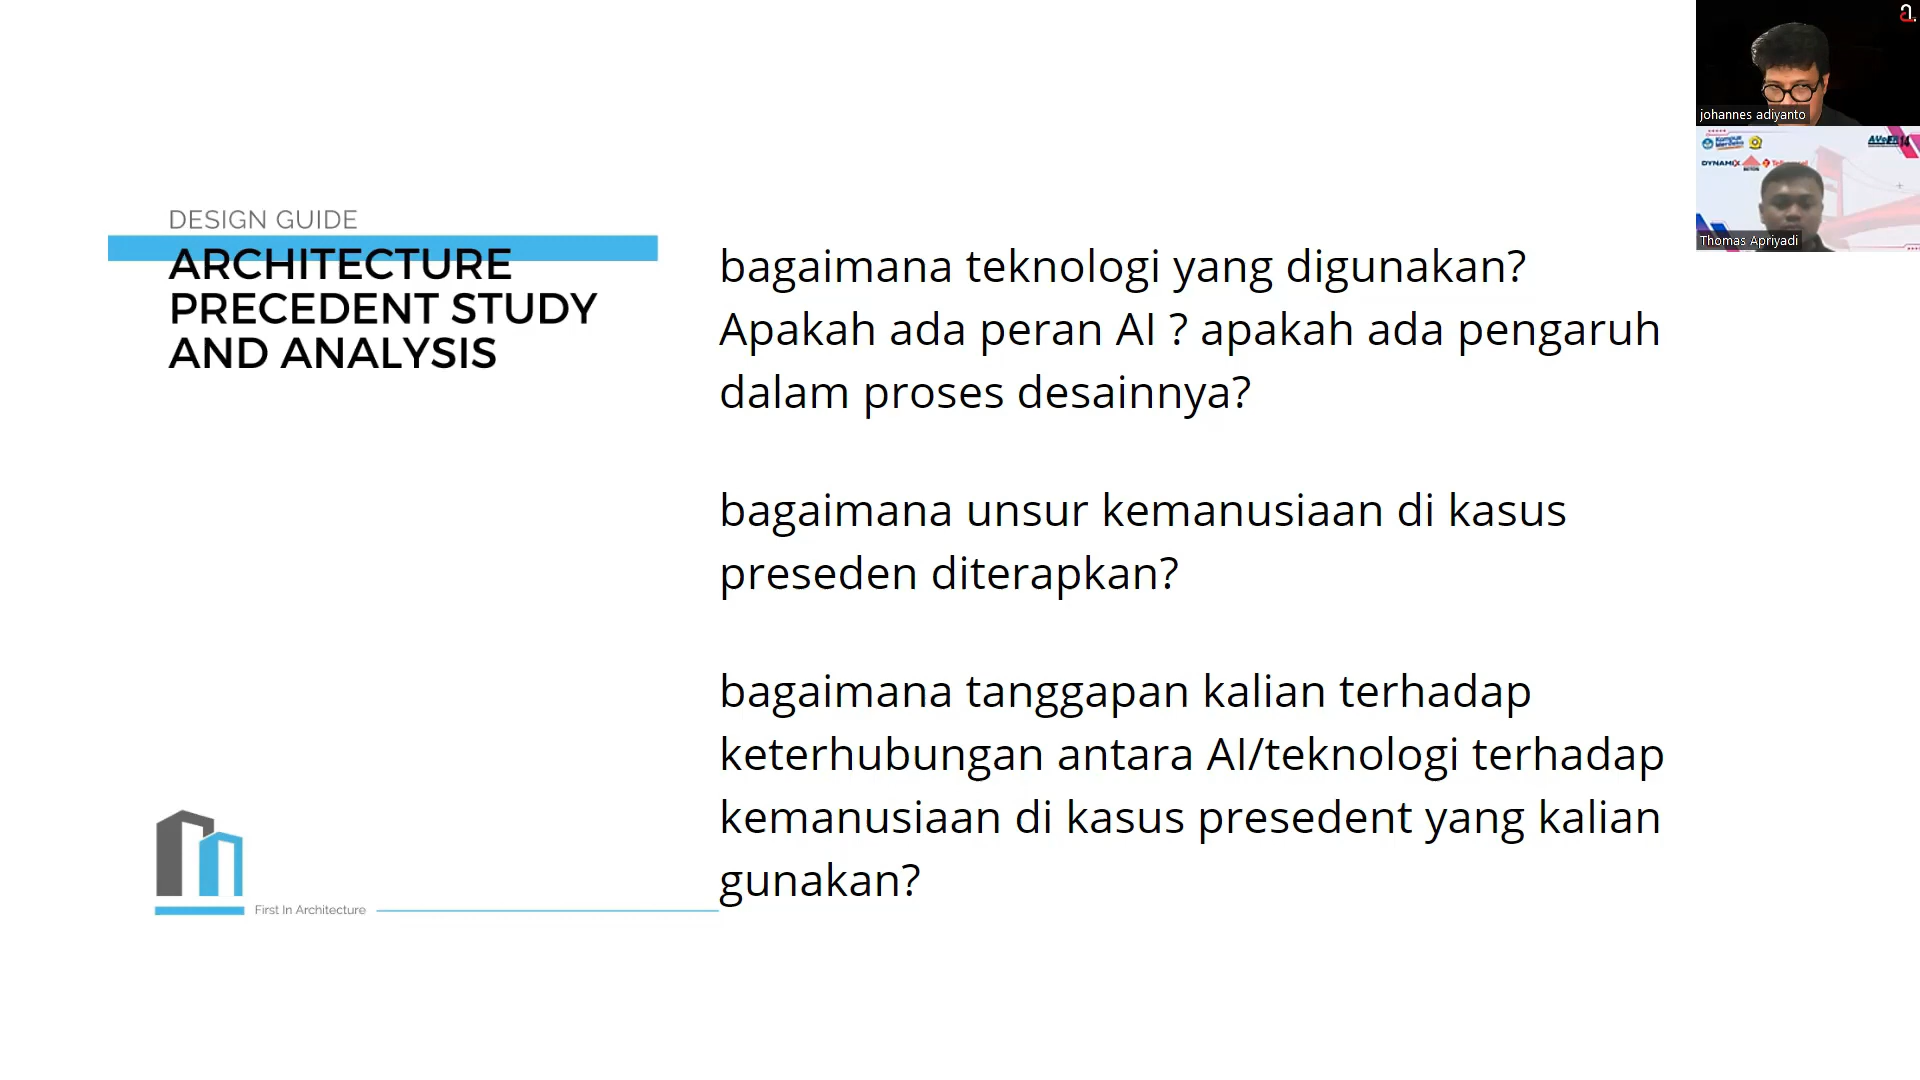 DESIGN GUIDE
ARCHITECTURE
PRECEDENT STUDY
AND ANALYSIS
First In Architecture
bagaimana teknologi yang digunakan?
Apakah ada peran AI ? apakah ada pengaruh
dalam proses desainnya?
bagaimana unsur kemanusiaan di kasus
preseden diterapkan?
bagaimana tanggapan kalian terhadap
keterhubungan antara AI/teknologi terhadap
kemanusiaan di kasus presedent yang kalian
gunakan?
johannes adiyanto
Kampus
Merdeka
DYNAMIX
Thomas Apriyadi